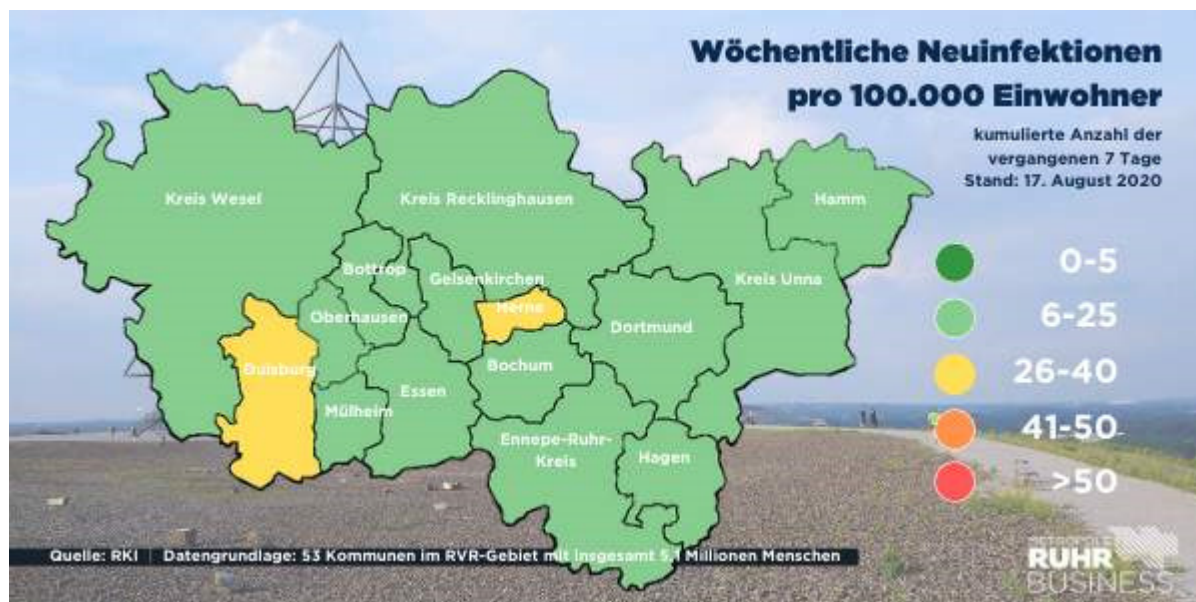 Wöchentliche Neuinfektionen
pro 100.000 Einwohner
kumulierte Anzahl der
vergangenen 7 Tage
Stand: 17. August 2020
Kreis Wesel
Kreis Recklinghausen
Hamm
Bottrop
Gelsenkirchen
Kreis Unna
Herne
Oberhausen
Dortmund
Duisburg
Bochum
Essen
Mülheim
Ennepe-Ruhr-
Kreis
Hagen
0-5
6-25
26-40
41-50
>50
Quelle: RKI | Datengrundlage: 53 Kommunen im RVR-Gebiet mit insgesamt 5,1 Millionen Menschen
METROPOLE
RUHR
BUSINESS